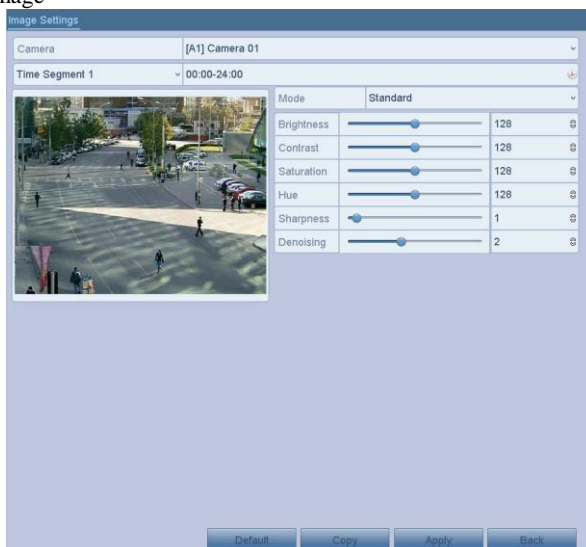 nage
Image Settings
Camera [A1] Camera 01
Time Segment 1 00:00-24:00
Mode Standard
Brightness 128
Contrast 128
Saturation 128
Hue 128
Sharpness 1
Denoising 2
Default Copy Apply Back